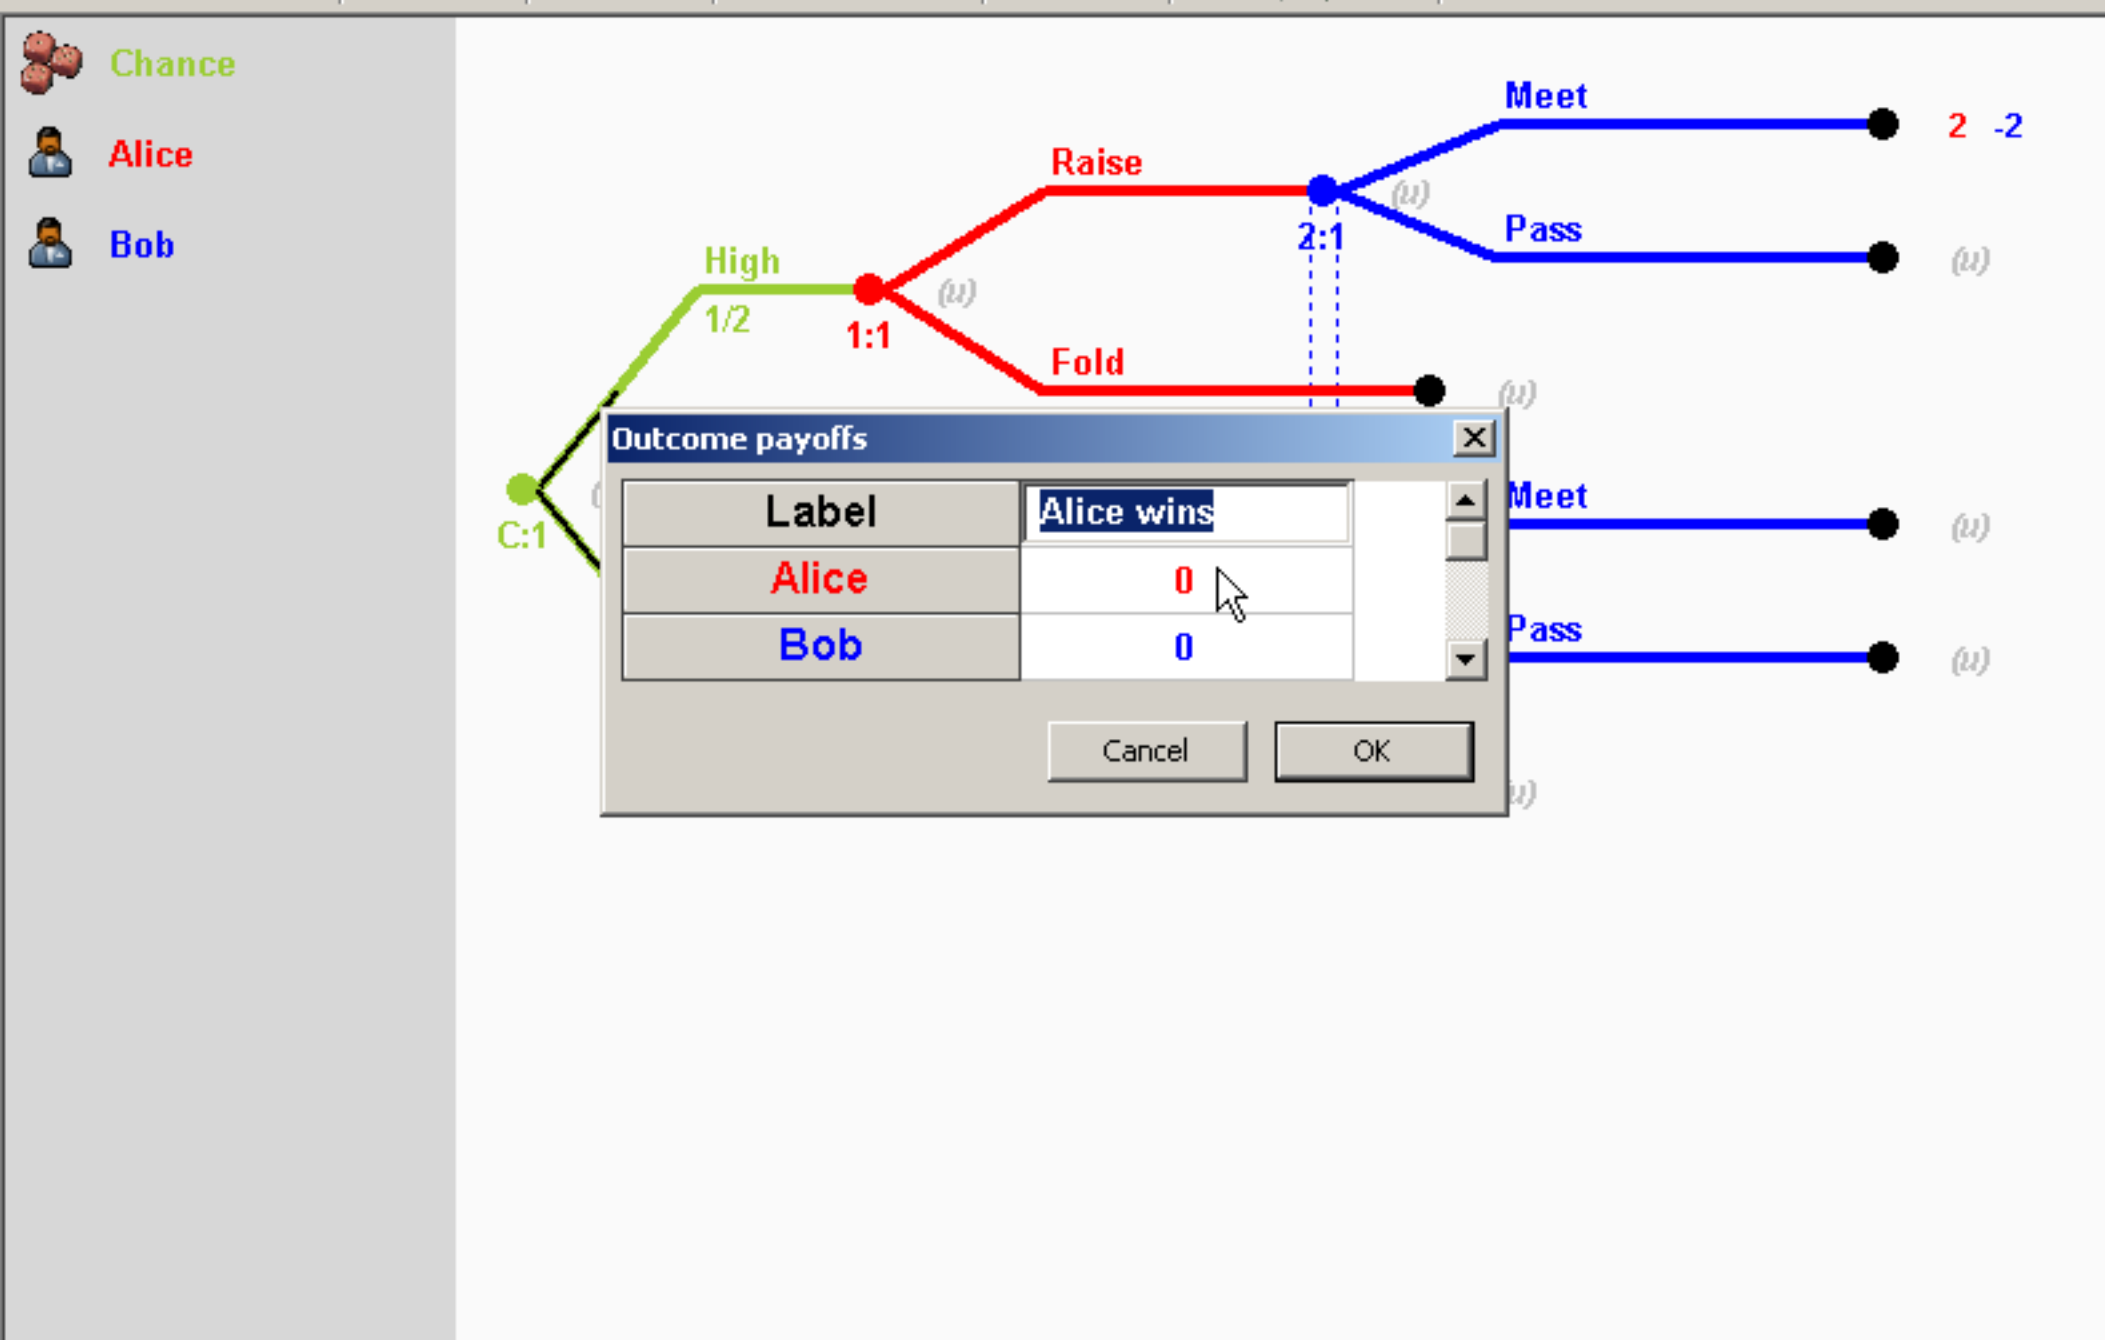 Chance
Alice
Bob
Meet
2 -2
Raise
(u)
2:1
Pass
(u)
High
1/2
(u)
1:1
Fold
(u)
Outcome payoffs
Label
Alice wins
Meet
(u)
C:1
Alice
0
Bob
0
Pass
(u)
Cancel
OK
u)